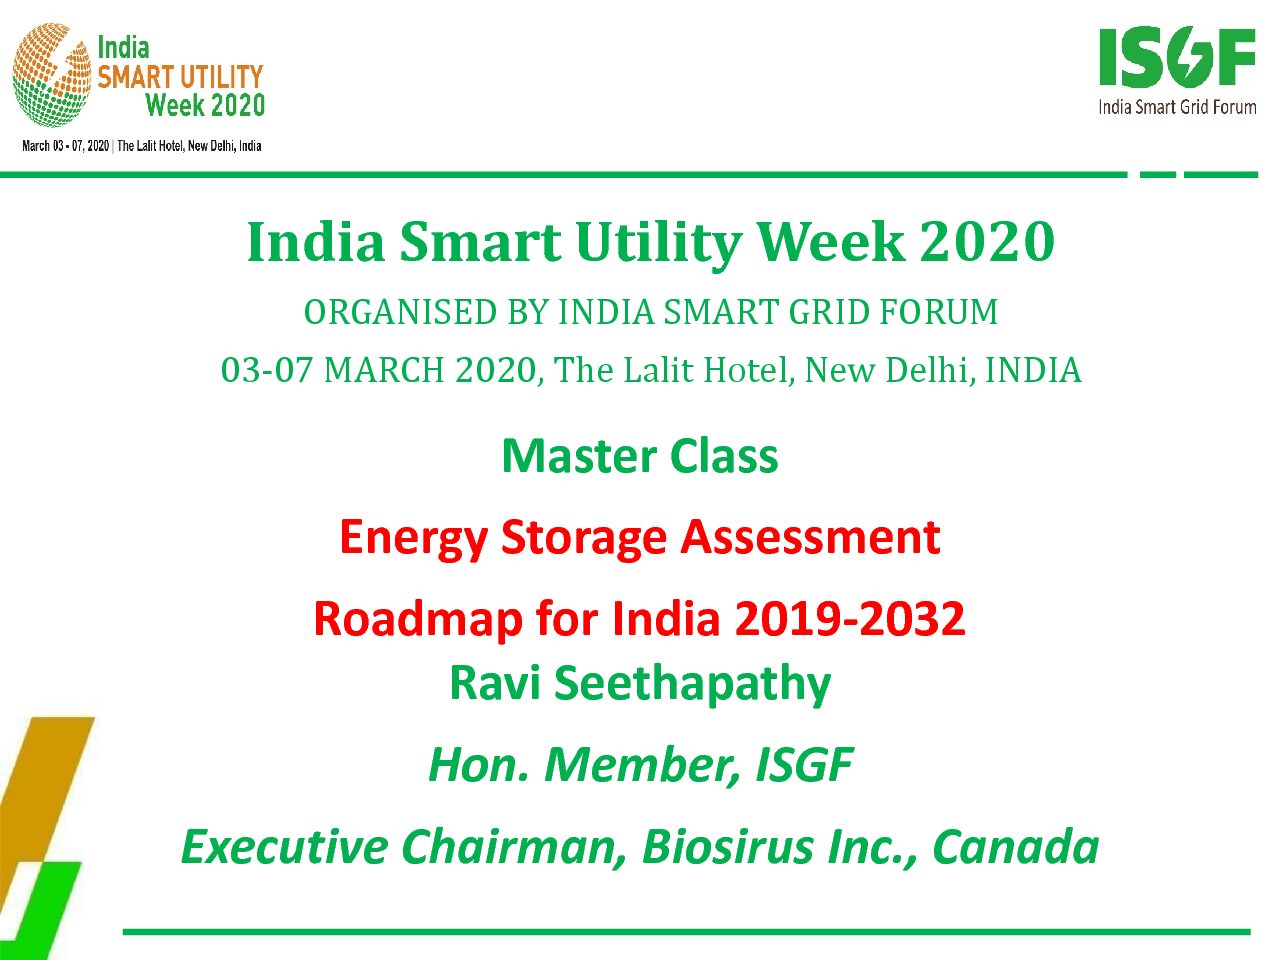 India
SMART UTILITY
Week 2020
March 03 - 07, 2020 | The Lalit Hotel, New Delhi, India
ISGF
India Smart Grid Forum
India Smart Utility Week 2020
ORGANISED BY INDIA SMART GRID FORUM
03-07 MARCH 2020, The Lalit Hotel, New Delhi, INDIA
Master Class
Energy Storage Assessment
Roadmap for India 2019-2032
Ravi Seethapathy
Hon. Member, ISGF
Executive Chairman, Biosirus Inc., Canada